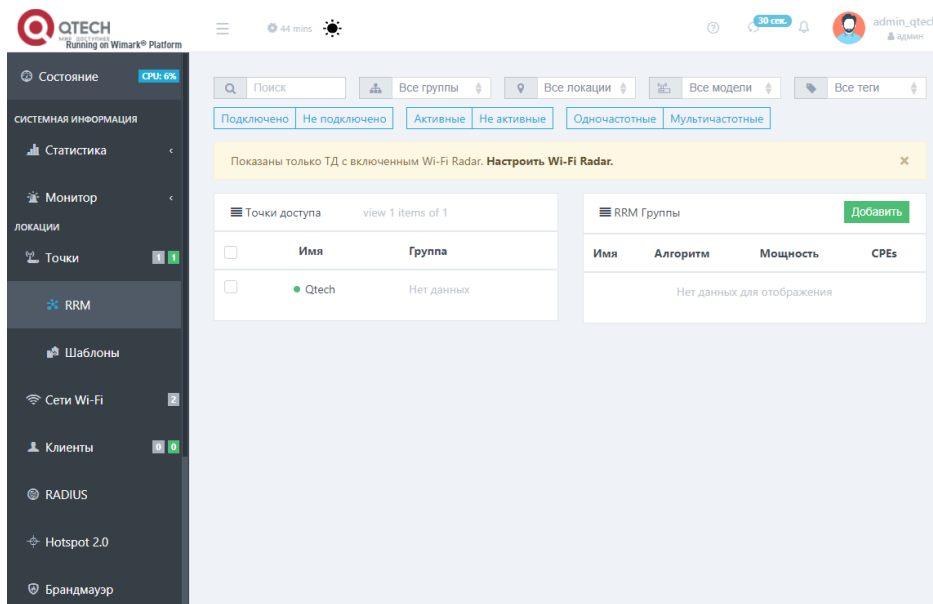 QTECH
МИР ДОСТУПНЕЕ
Running on Wimark® Platform
44 mins
30 сек.
admin_qtech
админ
Состояние
CPU: 6%
СИСТЕМНАЯ ИНФОРМАЦИЯ
Статистика
Монитор
ЛОКАЦИИ
Точки
1 1
RRM
Шаблоны
Сети Wi-Fi
2
Клиенты
0 0
RADIUS
Hotspot 2.0
Брандмауэр
Поиск
Все группы
Все локации
Все модели
Все теги
Подключено Не подключено
Активные Не активные
Одночастотные Мультичастотные
Показаны только ТД с включенным Wi-Fi Radar. Настроить Wi-Fi Radar.
Точки доступа view 1 items of 1
Имя Группа
Qtech Нет данных
RRM Группы
Добавить
Имя Алгоритм Мощность CPEs
Нет данных для отображения